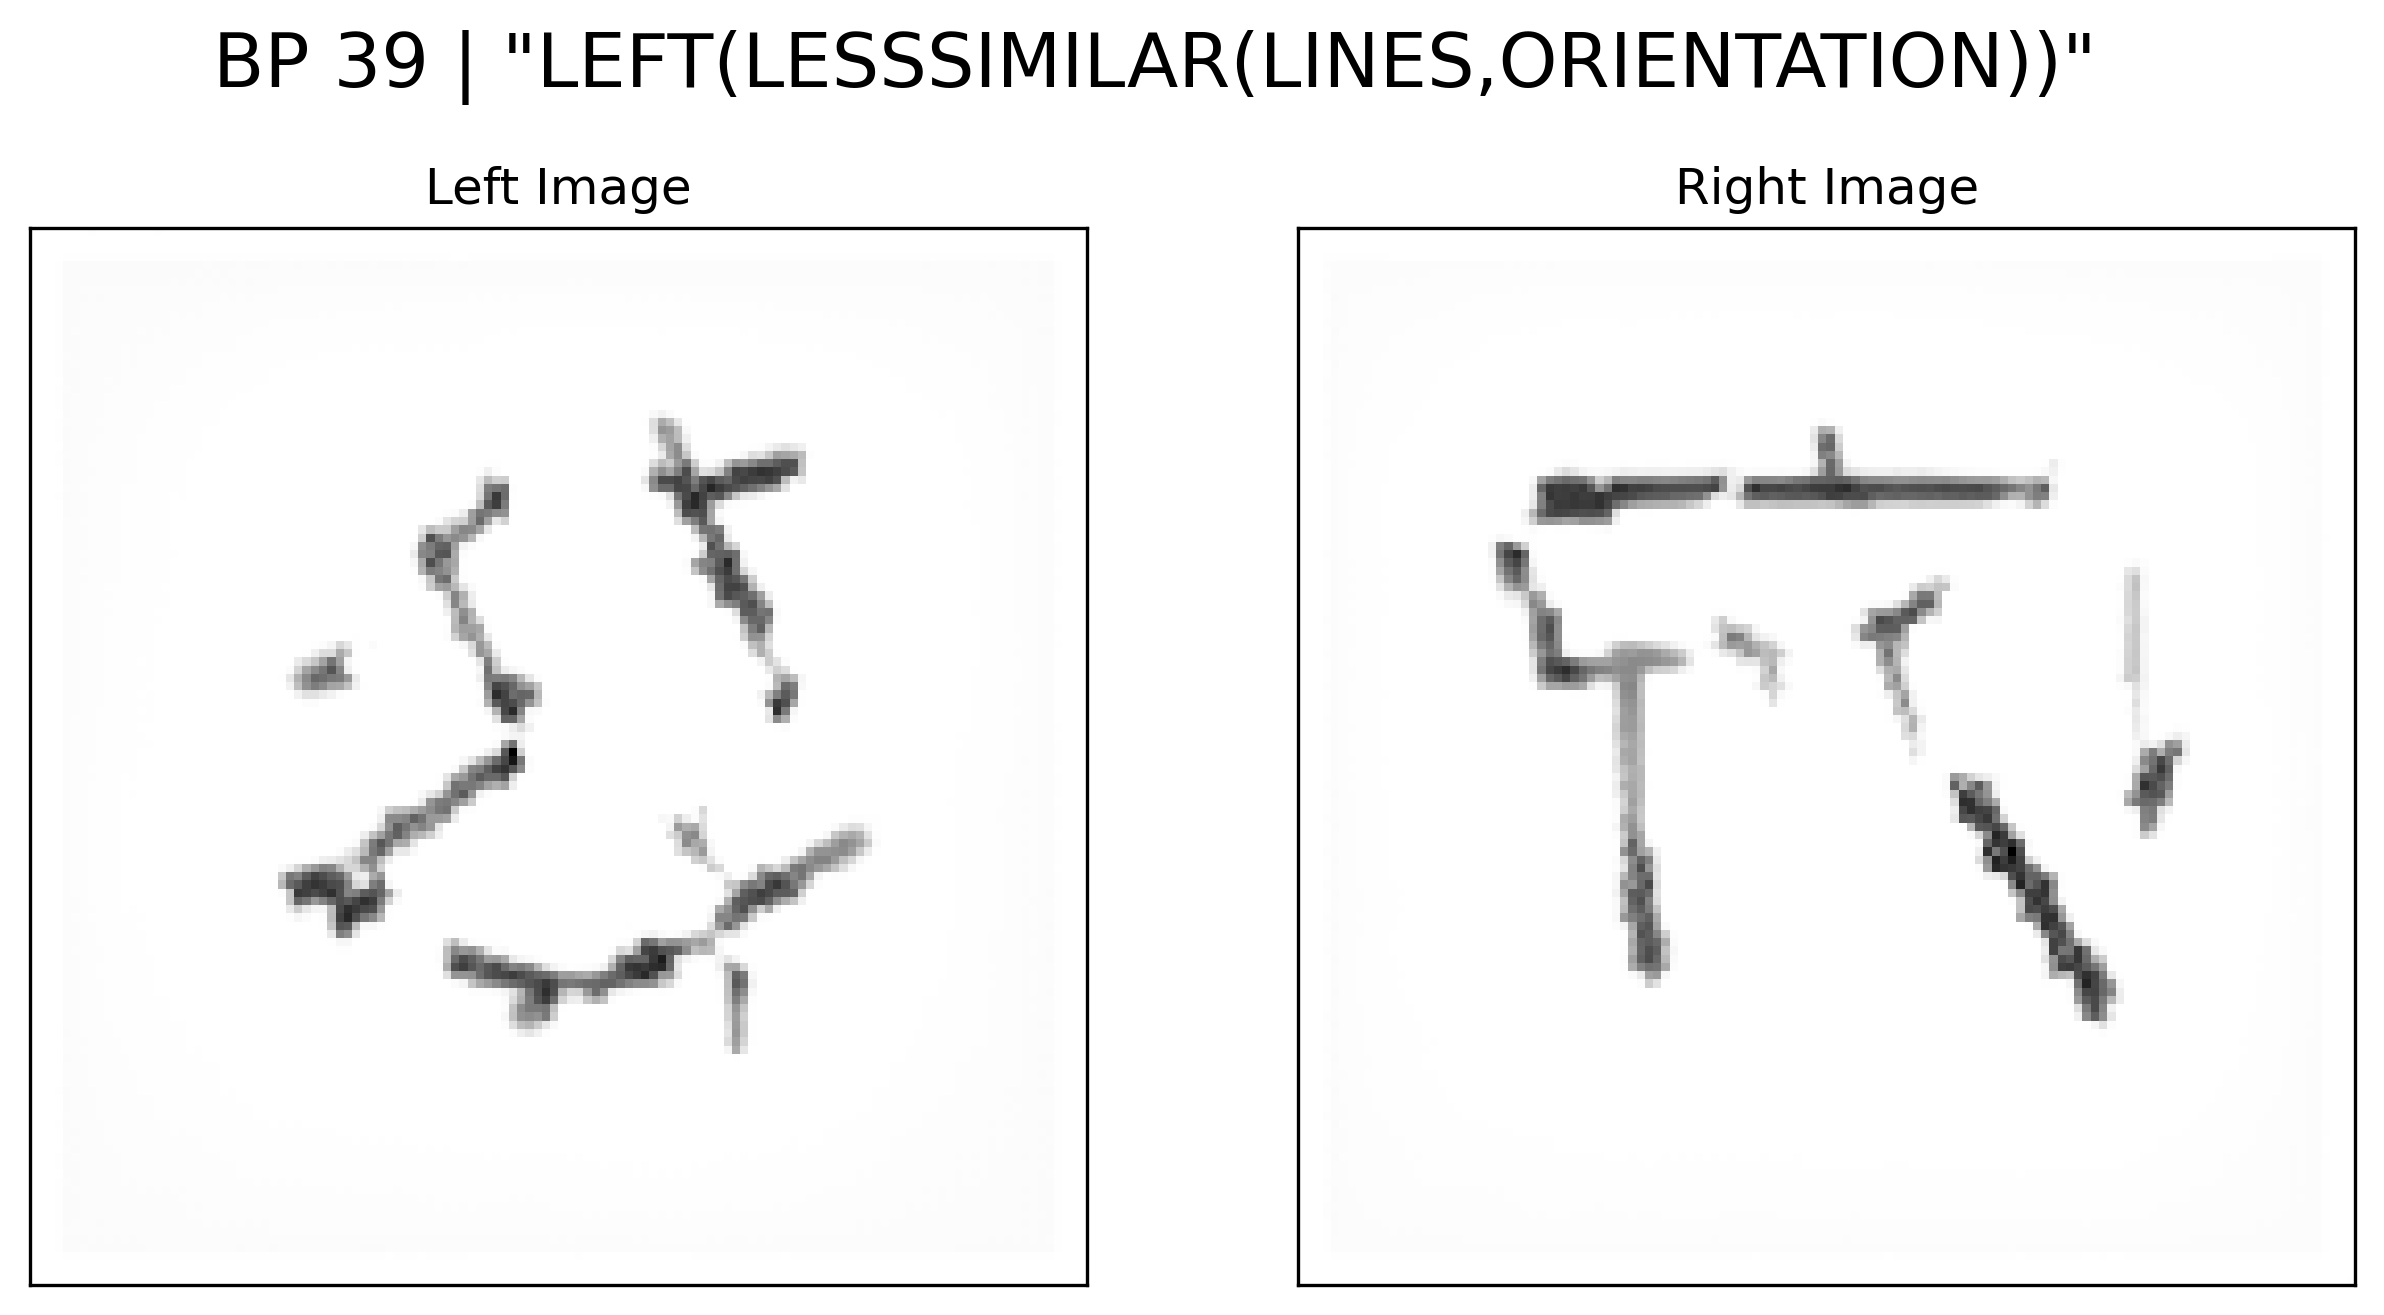 BP 39 | "LEFT(LESSSIMILAR(LINES,ORIENTATION))"
Left Image
Right Image